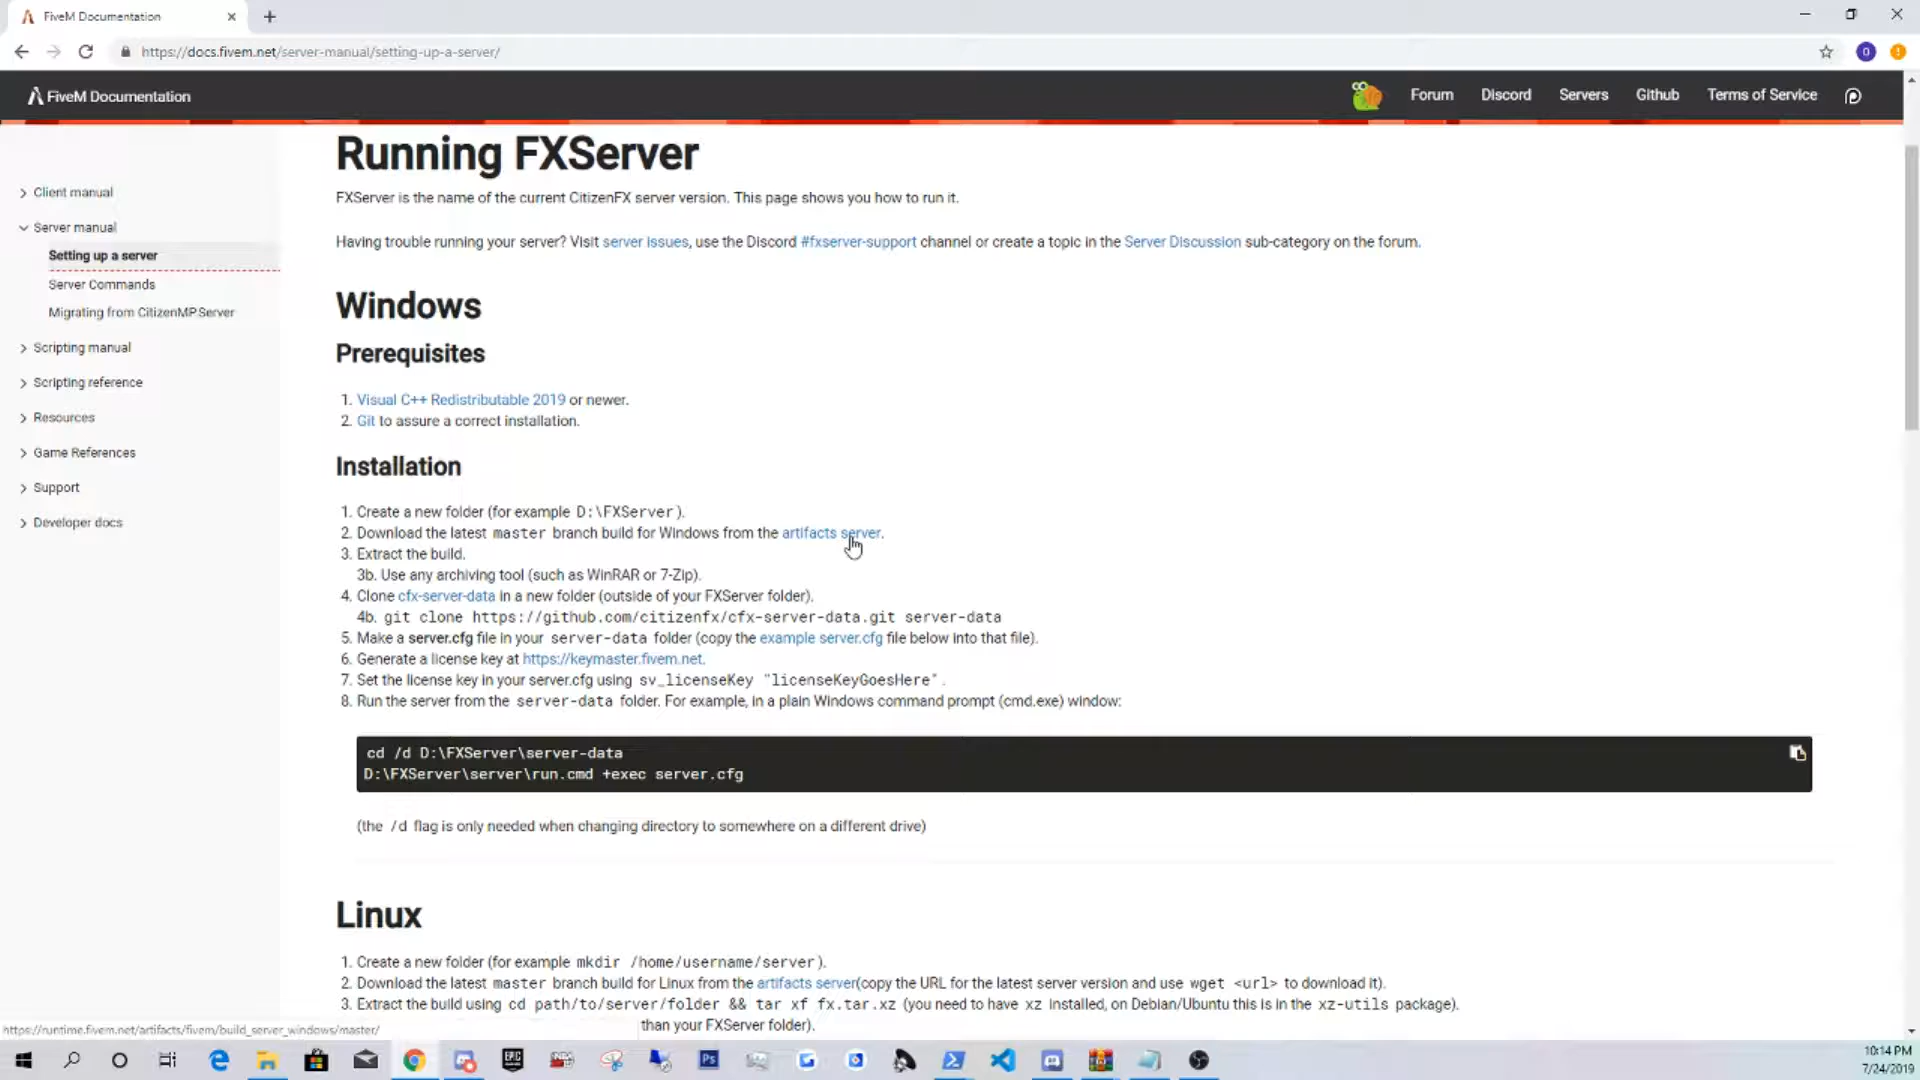 FiveM Documentation
https://docs.fivem.net/server-manual/setting-up-a-server/
O
FiveM Documentation
Forum
Discord
Servers
Github
Terms of Service
Client manual
Server manual
Setting up a server
Server Commands
Migrating from CitizenMP.Server
Scripting manual
Scripting reference
Resources
Game References
Support
Developer docs
Running FXServer
FXServer is the name of the current CitizenFX server version. This page shows you how to run it.
Having trouble running your server? Visit server issues, use the Discord #fxserver-support channel or create a topic in the Server Discussion sub-category on the forum.
Windows
Prerequisites
1. Visual C++ Redistributable 2019 or newer.
2. Git to assure a correct installation.
Installation
1. Create a new folder (for example D:\FXServer).
2. Download the latest master branch build for Windows from the artifacts server.
3. Extract the build.
3b. Use any archiving tool (such as WinRAR or 7-Zip).
4. Clone cfx-server-data in a new folder (outside of your FXServer folder).
4b. git clone https://github.com/citizenfx/cfx-server-data.git server-data
5. Make a server.cfg file in your server-data folder (copy the example server.cfg file below into that file).
6. Generate a license key at https://keymaster.fivem.net.
7. Set the license key in your server.cfg using sv_licenseKey "licenseKeyGoesHere".
8. Run the server from the server-data folder. For example, in a plain Windows command prompt (cmd.exe) window:
cd /d D:\FXServer\server-data
D:\FXServer\server\run.cmd +exec server.cfg
(the /d flag is only needed when changing directory to somewhere on a different drive)
Linux
1. Create a new folder (for example mkdir /home/username/server).
2. Download the latest master branch build for Linux from the artifacts server(copy the URL for the latest server version and use wget <url> to download it).
3. Extract the build using cd path/to/server/folder && tar xf fx.tar.xz (you need to have xz installed, on Debian/Ubuntu this is in the xz-utils package).
than your FXServer folder).
https://runtime.fivem.net/artifacts/fivem/build_server_windows/master/
EPIC
GAMES
Ps
10:14 PM
7/24/2019